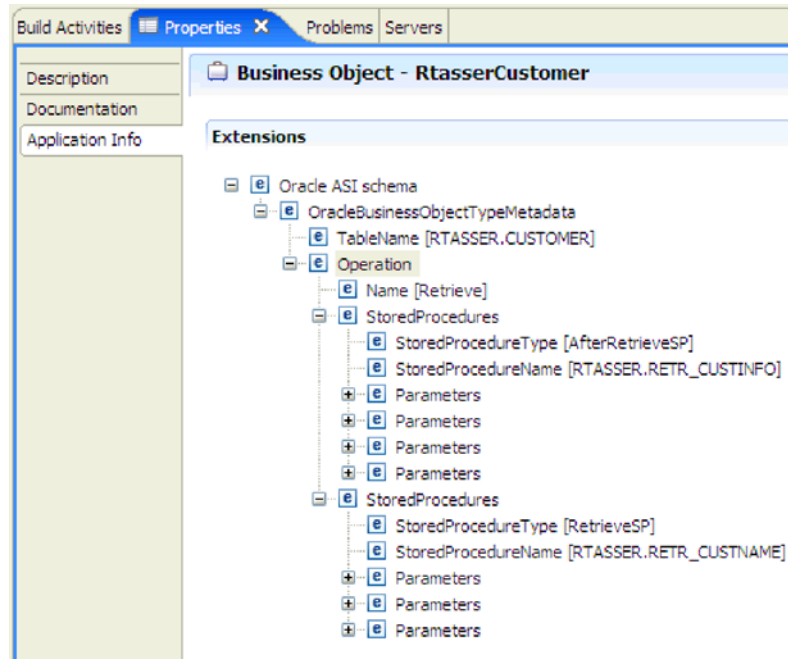 Build Activities Properties Problems Servers
Description
Documentation
Application Info
Business Object - RtasserCustomer
Extensions
Oracle ASI schema
OracleBusinessObjectTypeMetadata
TableName [RTASSER.CUSTOMER]
Operation
Name [Retrieve]
StoredProcedures
StoredProcedureType [AfterRetrieveSP]
StoredProcedureName [RTASSER.RETR_CUSTINFO]
Parameters
Parameters
Parameters
Parameters
StoredProcedures
StoredProcedureType [RetrieveSP]
StoredProcedureName [RTASSER.RETR_CUSTNAME]
Parameters
Parameters
Parameters